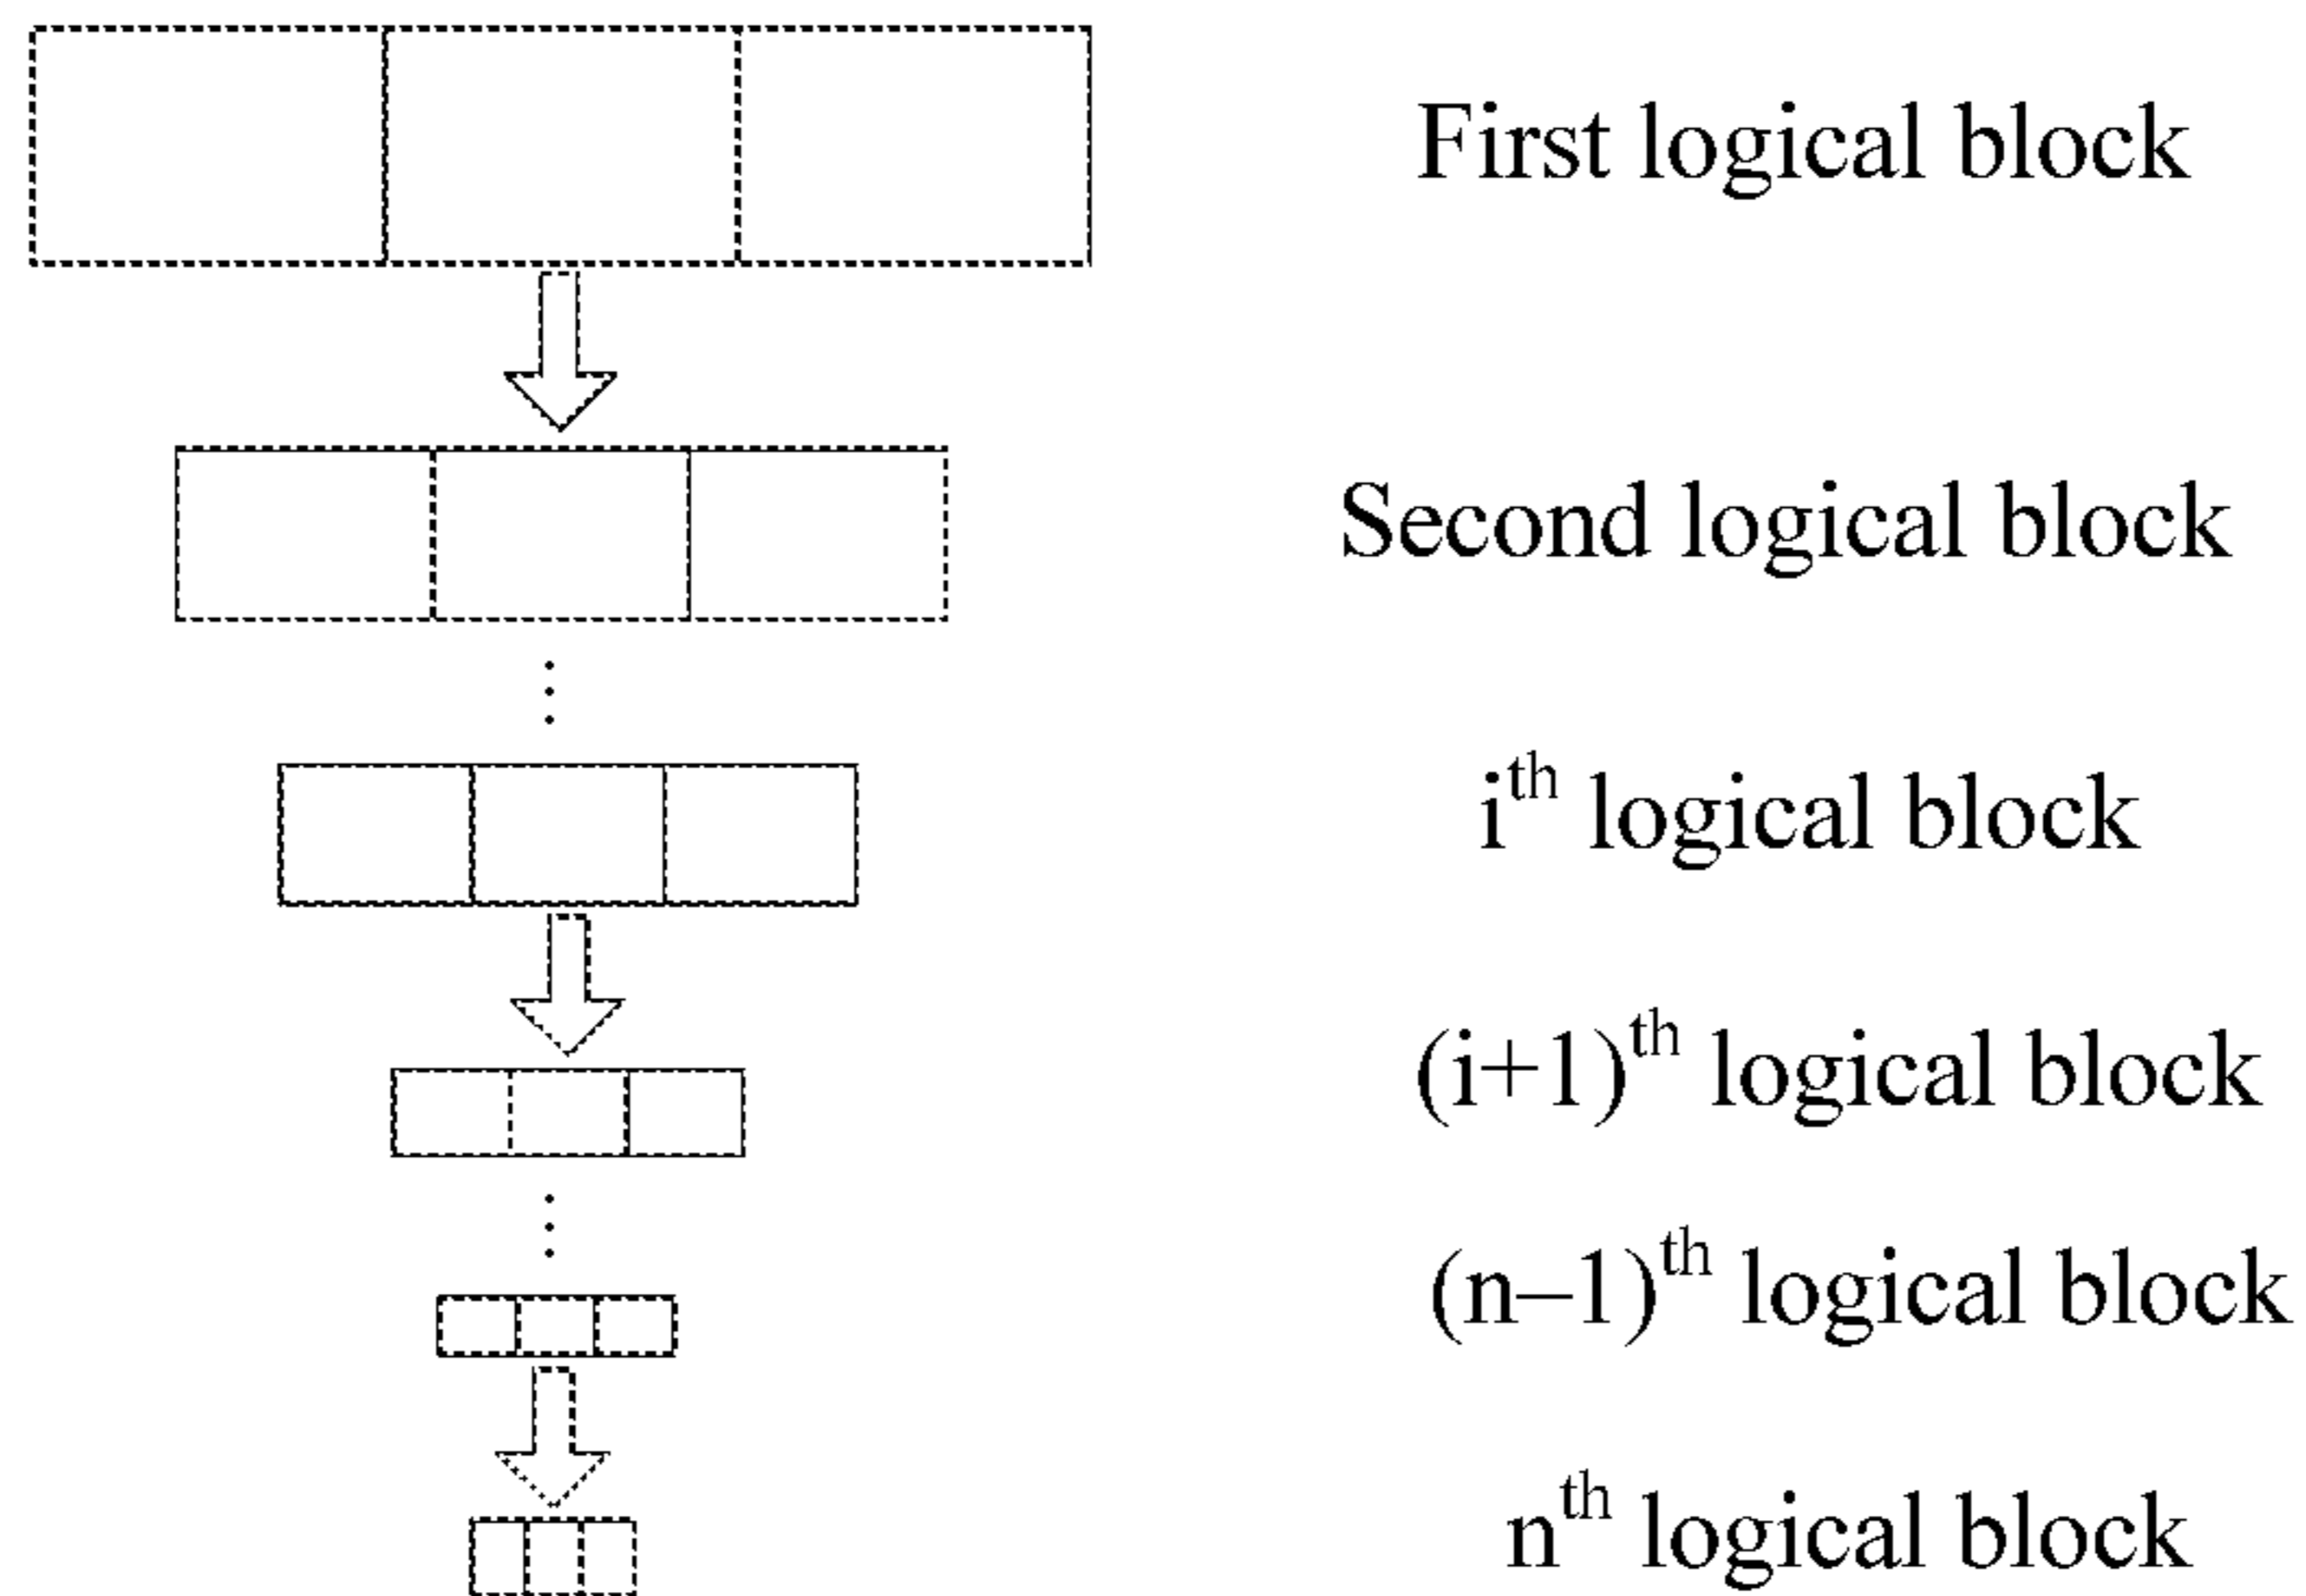 First logical block
Second logical block
i^th logical block
(i+1)^th logical block
(n–1)^th logical block
n^th logical block